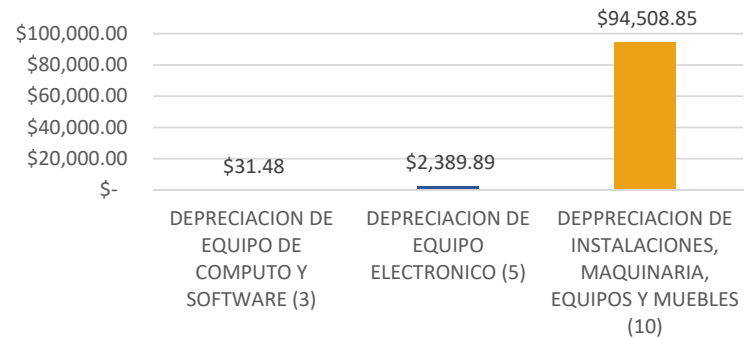 $94,508.85
$100,000.00
$80,000.00
$60,000.00
$40,000.00
$20,000.00
$-
$31.48
$2,389.89
DEPRECIACION DE
EQUIPO DE
COMPUTO Y
SOFTWARE (3)
DEPRECIACION DE
EQUIPO
ELECTRONICO (5)
DEPPRECIACION DE
INSTALACIONES,
MAQUINARIA,
EQUIPOS Y MUEBLES
(10)